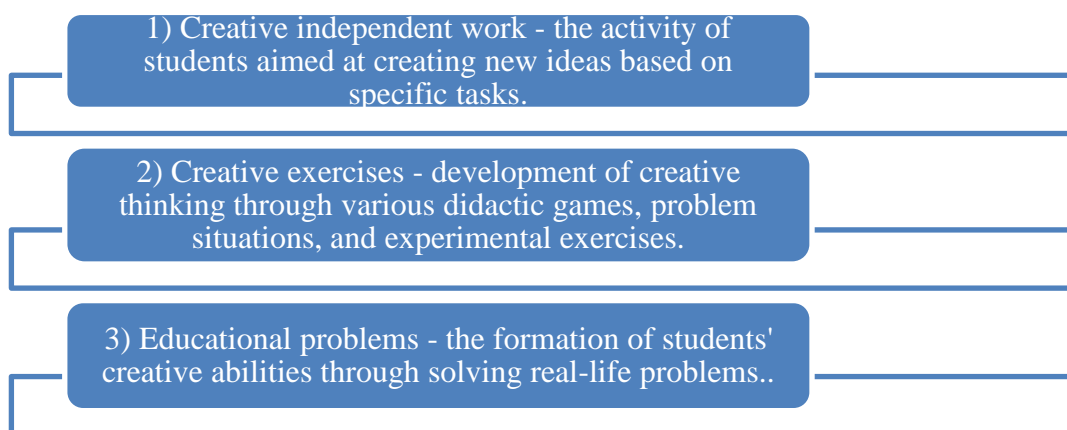 1) Creative independent work - the activity of
students aimed at creating new ideas based on
specific tasks.
2) Creative exercises - development of creative
thinking through various didactic games, problem
situations, and experimental exercises.
3) Educational problems - the formation of students'
creative abilities through solving real-life problems..